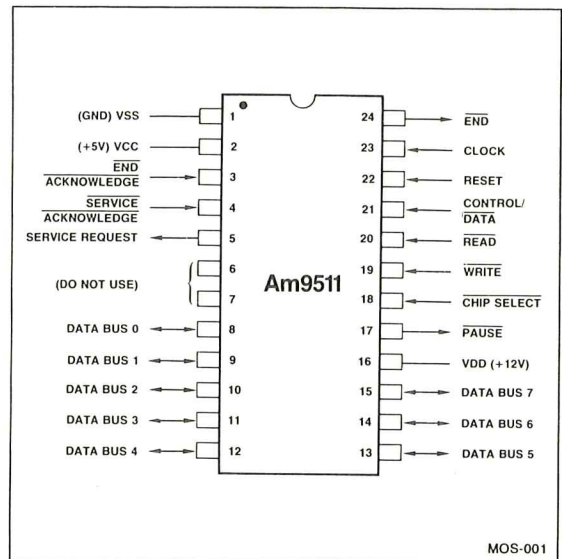 (GND) VSS 1
(+5V) VCC 2
END
ACKNOWLEDGE 3
SERVICE
ACKNOWLEDGE 4
SERVICE REQUEST 5
(DO NOT USE) 6
7
DATA BUS 0 8
DATA BUS 1 9
DATA BUS 2 10
DATA BUS 3 11
DATA BUS 4 12
Am9511
24 END
23 CLOCK
22 RESET
21 CONTROL/
DATA
20 READ
19 WRITE
18 CHIP SELECT
17 PAUSE
16 VDD (+12V)
15 DATA BUS 7
14 DATA BUS 6
13 DATA BUS 5
MOS-001